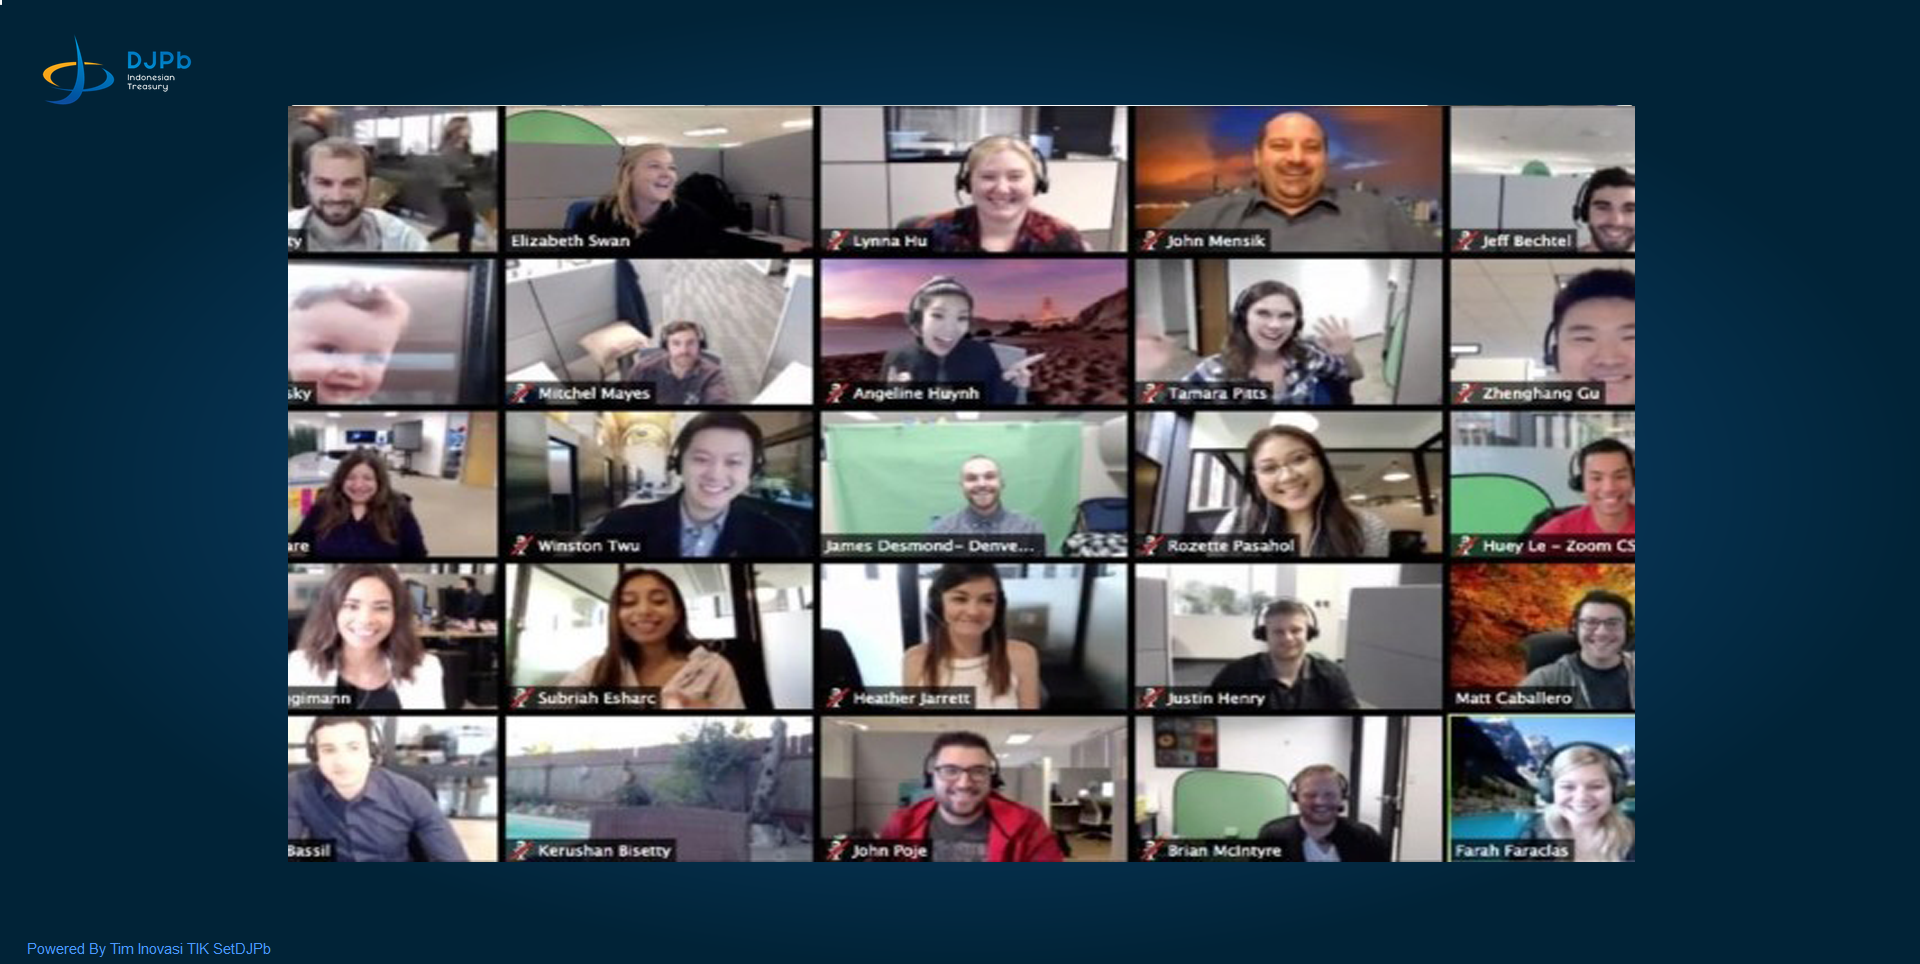 DJPb
Indonesian
Treasury
ty
Elizabeth Swan
Lynna Hu
John Mensik
Jeff Bechtel
sky
Mitchel Mayes
Angeline Huynh
Tamara Pitts
Zhenghang Gu
are
Winston Twu
James Desmond- Denve...
Rozette Pasahol
Huey Le - Zoom CS
gimann
Subriah Esharc
Heather Jarrett
Justin Henry
Matt Caballero
Bassil
Kerushan Bisetty
John Poje
Brian McIntyre
Farah Faraclas
Powered By Tim Inovasi TIK SetDJPb